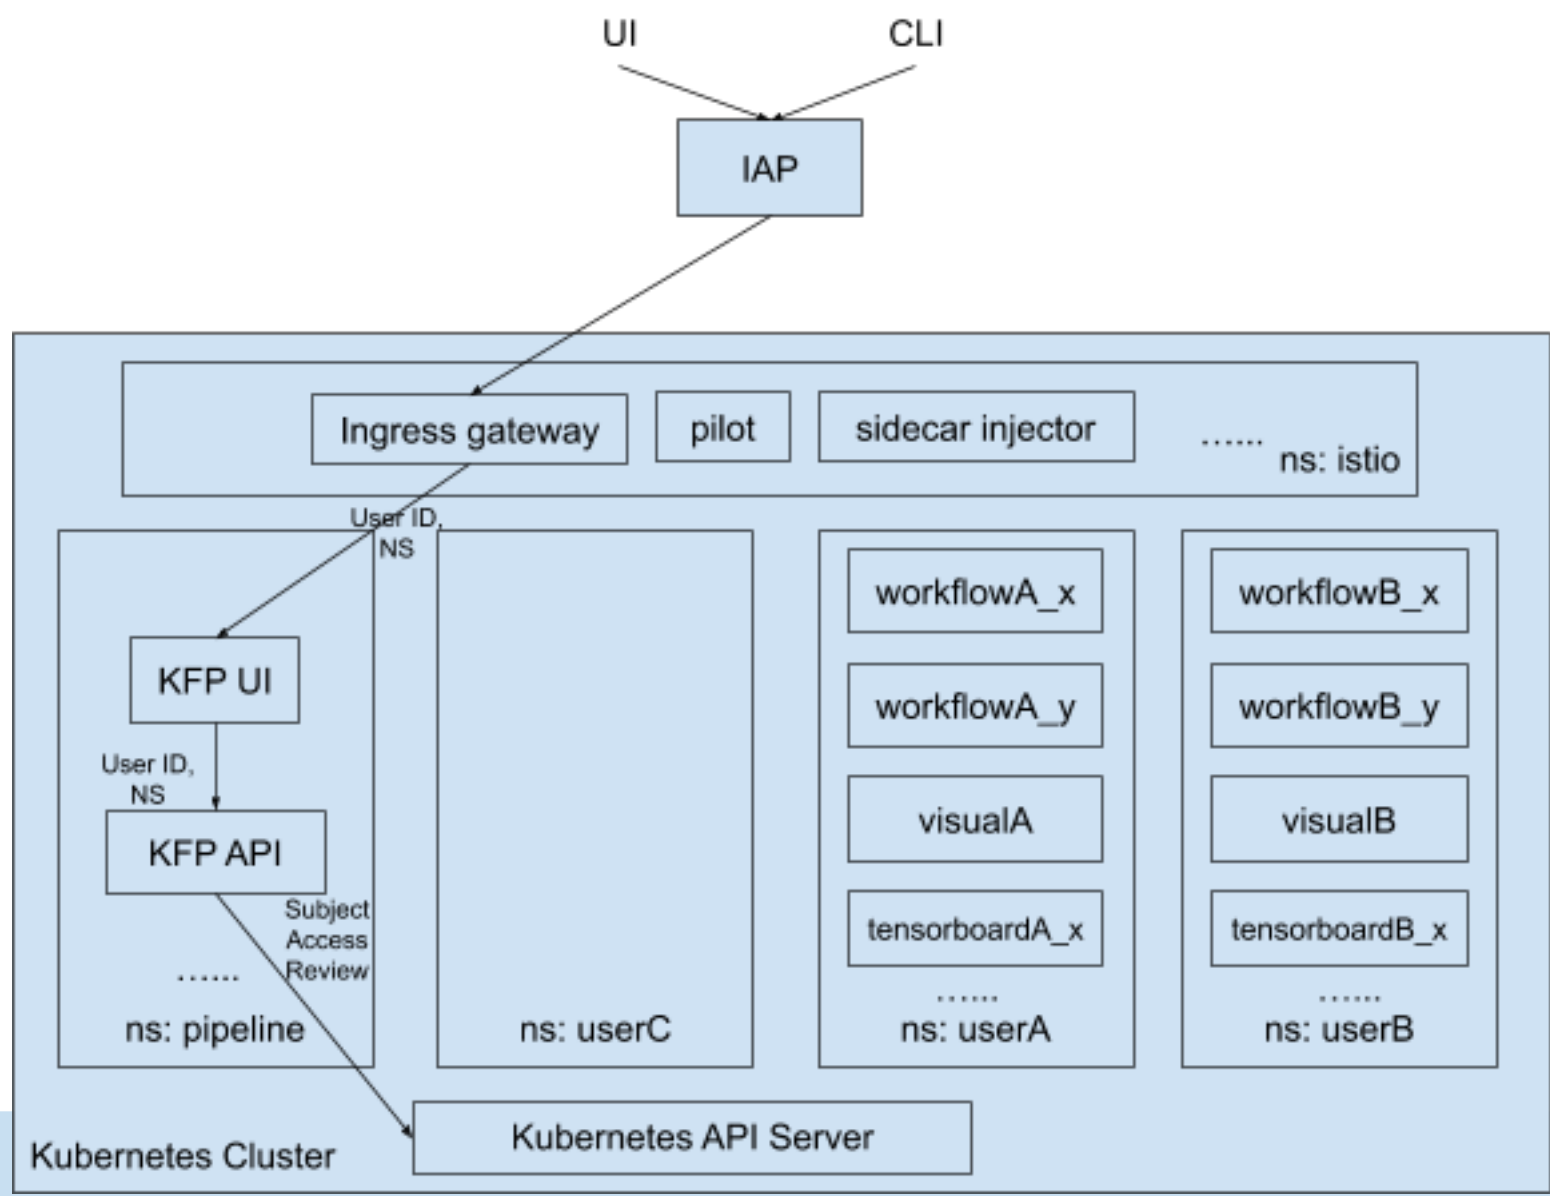 UI
CLI
IAP
Ingress gateway
pilot
sidecar injector
......
ns: istio
User ID,
NS
KFP UI
User ID,
NS
KFP API
Subject
Access
Review
......
ns: pipeline
ns: userC
workflowA_x
workflowA_y
visualA
tensorboardA_x
......
ns: userA
workflowB_x
workflowB_y
visualB
tensorboardB_x
......
ns: userB
Kubernetes API Server
Kubernetes Cluster